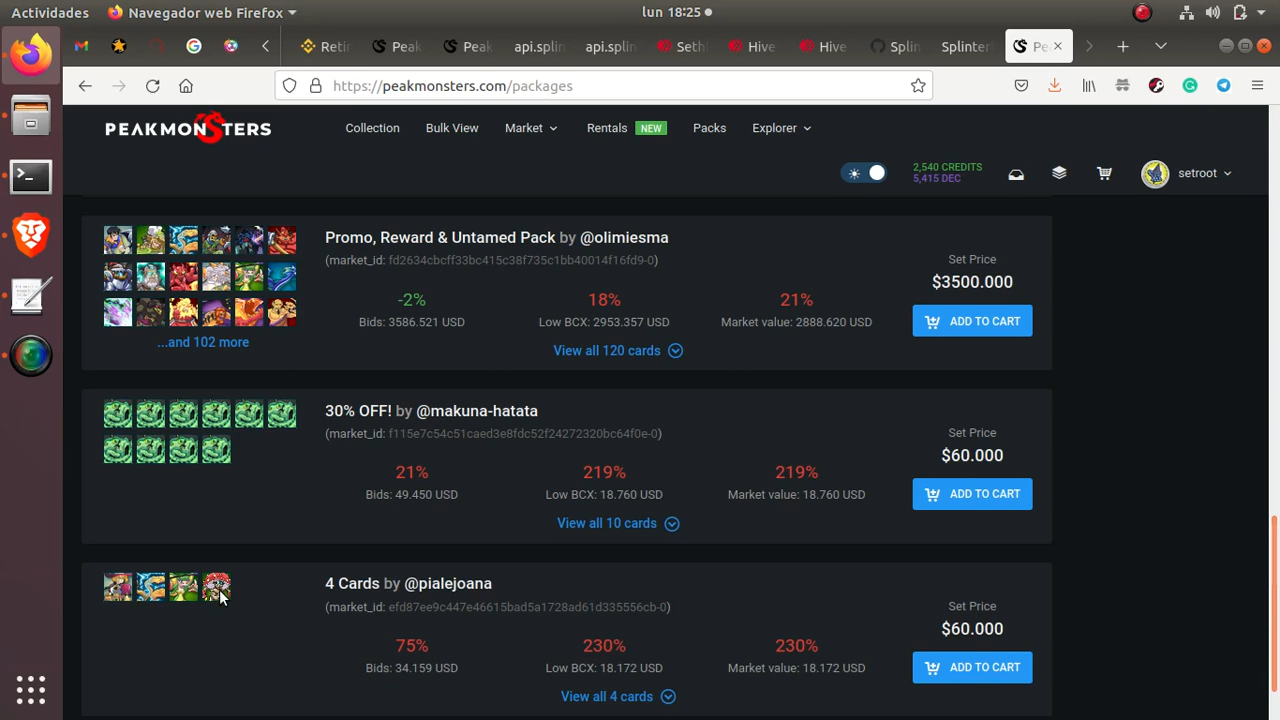 Actividades Navegador web Firefox lun 18:25
Reti Peak Peak api.splin api.splin Seth Hive Hive Splin Splinter Pe
https://peakmonsters.com/packages
PEAKMONSTERS Collection Bulk View Market Rentals NEW Packs Explorer
2,540 CREDITS
5,415 DEC
setroot
Promo, Reward & Untamed Pack by @olimiesma
(market_id: fd2634cbcff33bc415c38f735c1bb40014f16fd9-0)
Set Price
$3500.000
-2% 18% 21%
Bids: 3586.521 USD Low BCX: 2953.357 USD Market value: 2888.620 USD
ADD TO CART
...and 102 more
View all 120 cards
30% OFF! by @makuna-hatata
(market_id: f115e7c54c51caed3e8fdc52f24272320bc64f0e-0)
Set Price
$60.000
21% 219% 219%
Bids: 49.450 USD Low BCX: 18.760 USD Market value: 18.760 USD
ADD TO CART
View all 10 cards
4 Cards by @pialejoana
(market_id: efd87ee9c447e46615bad5a1728ad61d335556cb-0)
Set Price
$60.000
75% 230% 230%
Bids: 34.159 USD Low BCX: 18.172 USD Market value: 18.172 USD
ADD TO CART
View all 4 cards